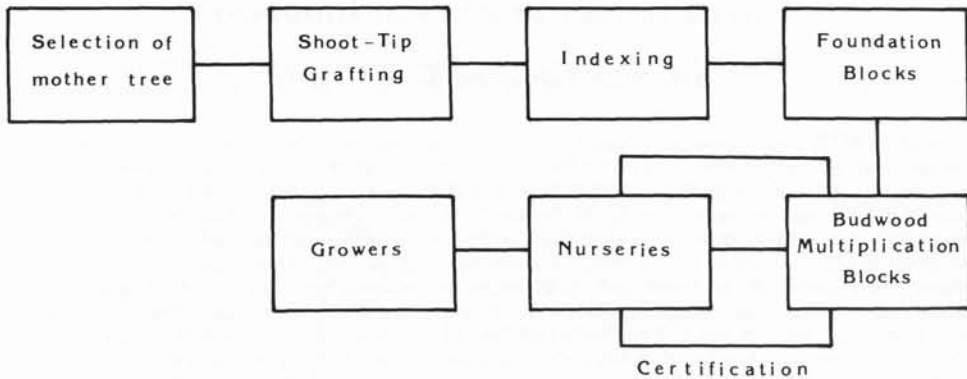 Selection of
mother tree
Shoot-Tip
Grafting
Indexing
Foundation
Blocks
Growers
Nurseries
Budwood
Multiplication
Blocks
Certification